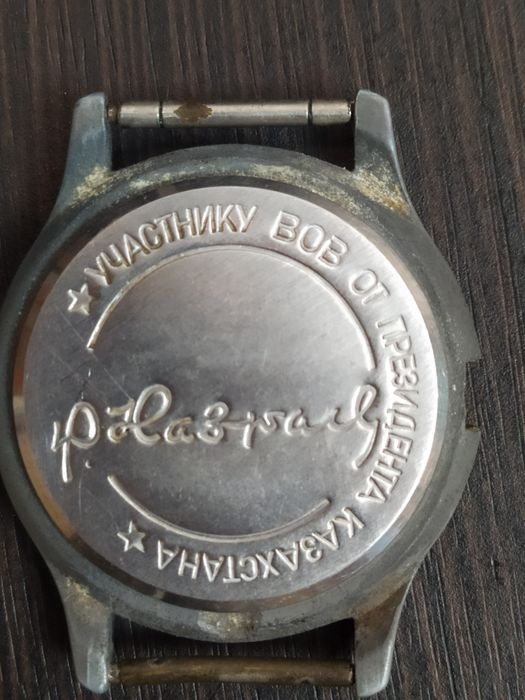 ★ УЧАСТНИКУ ВОВ ОТ ПРЕЗИДЕНТА КАЗАХСТАНА ★